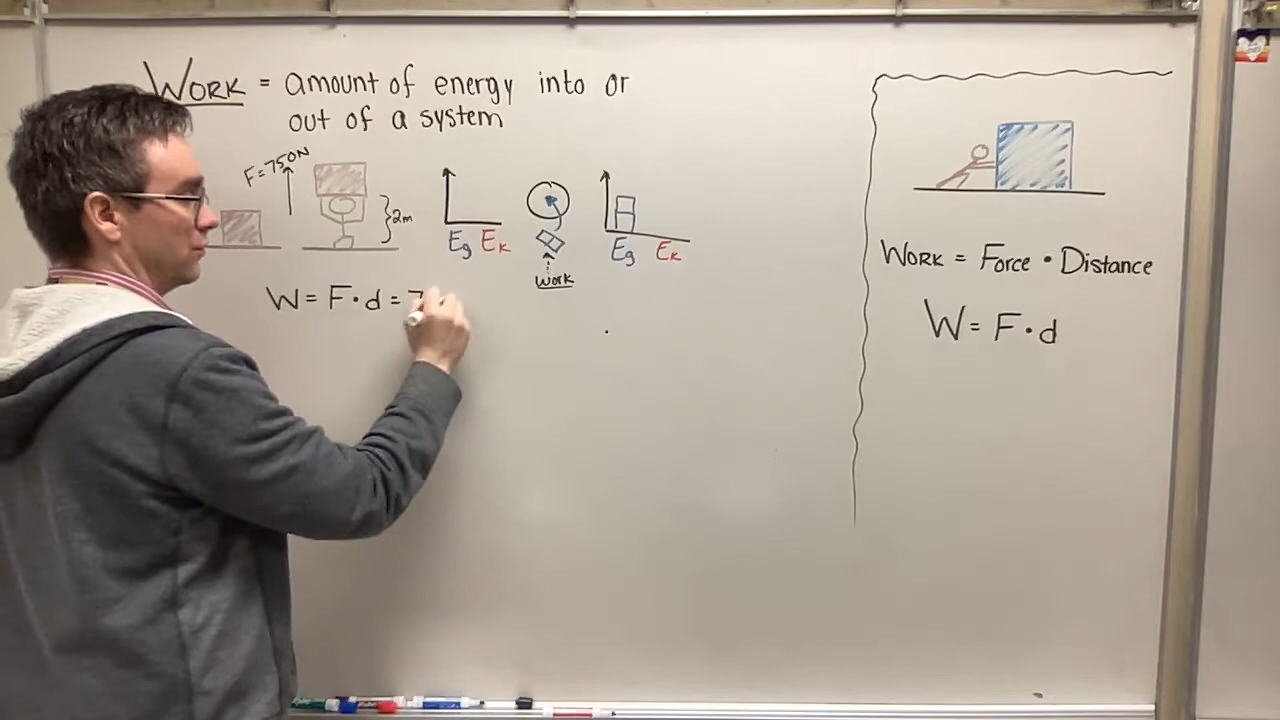 WORK = amount of energy into or
out of a system
F=750N
2m
Eg Ek
work
Eg Ek
W = F · d = 7
WORK = Force · Distance
W = F · d